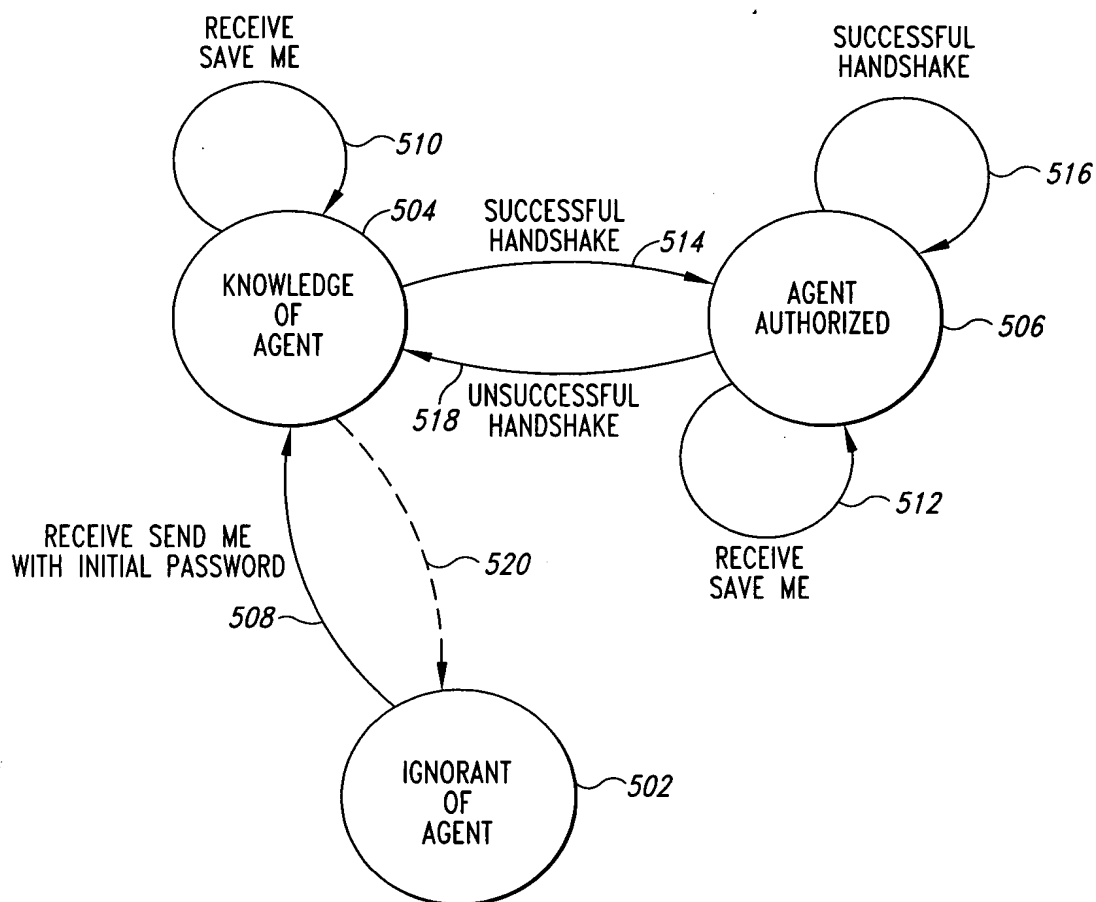 RECEIVE
SAVE ME
510
504
KNOWLEDGE
OF
AGENT
SUCCESSFUL
HANDSHAKE
514
SUCCESSFUL
HANDSHAKE
516
AGENT
AUTHORIZED
506
518
UNSUCCESSFUL
HANDSHAKE
512
RECEIVE
SAVE ME
RECEIVE SEND ME
WITH INITIAL PASSWORD
508
520
IGNORANT
OF
AGENT
502